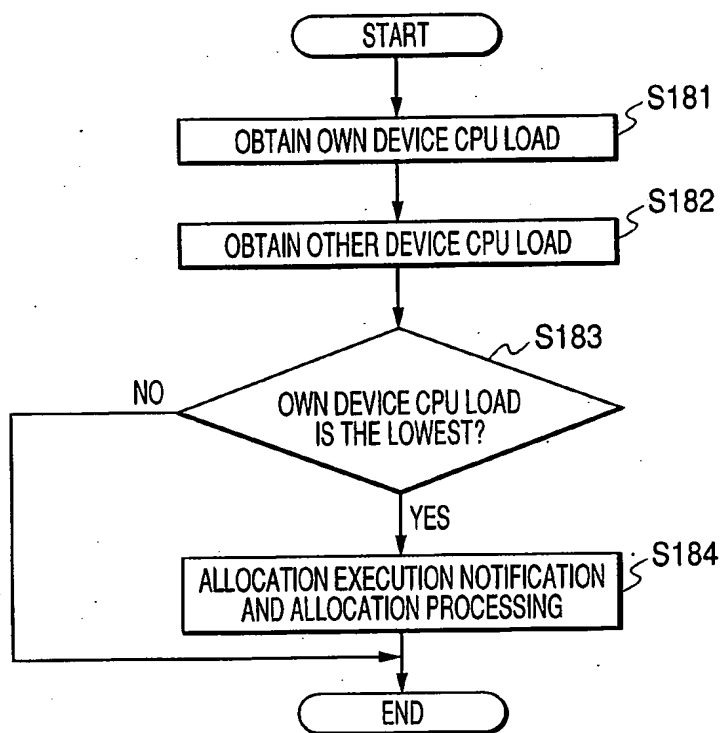 START
S181
OBTAIN OWN DEVICE CPU LOAD
S182
OBTAIN OTHER DEVICE CPU LOAD
S183
NO
OWN DEVICE CPU LOAD
IS THE LOWEST?
YES
S184
ALLOCATION EXECUTION NOTIFICATION
AND ALLOCATION PROCESSING
END